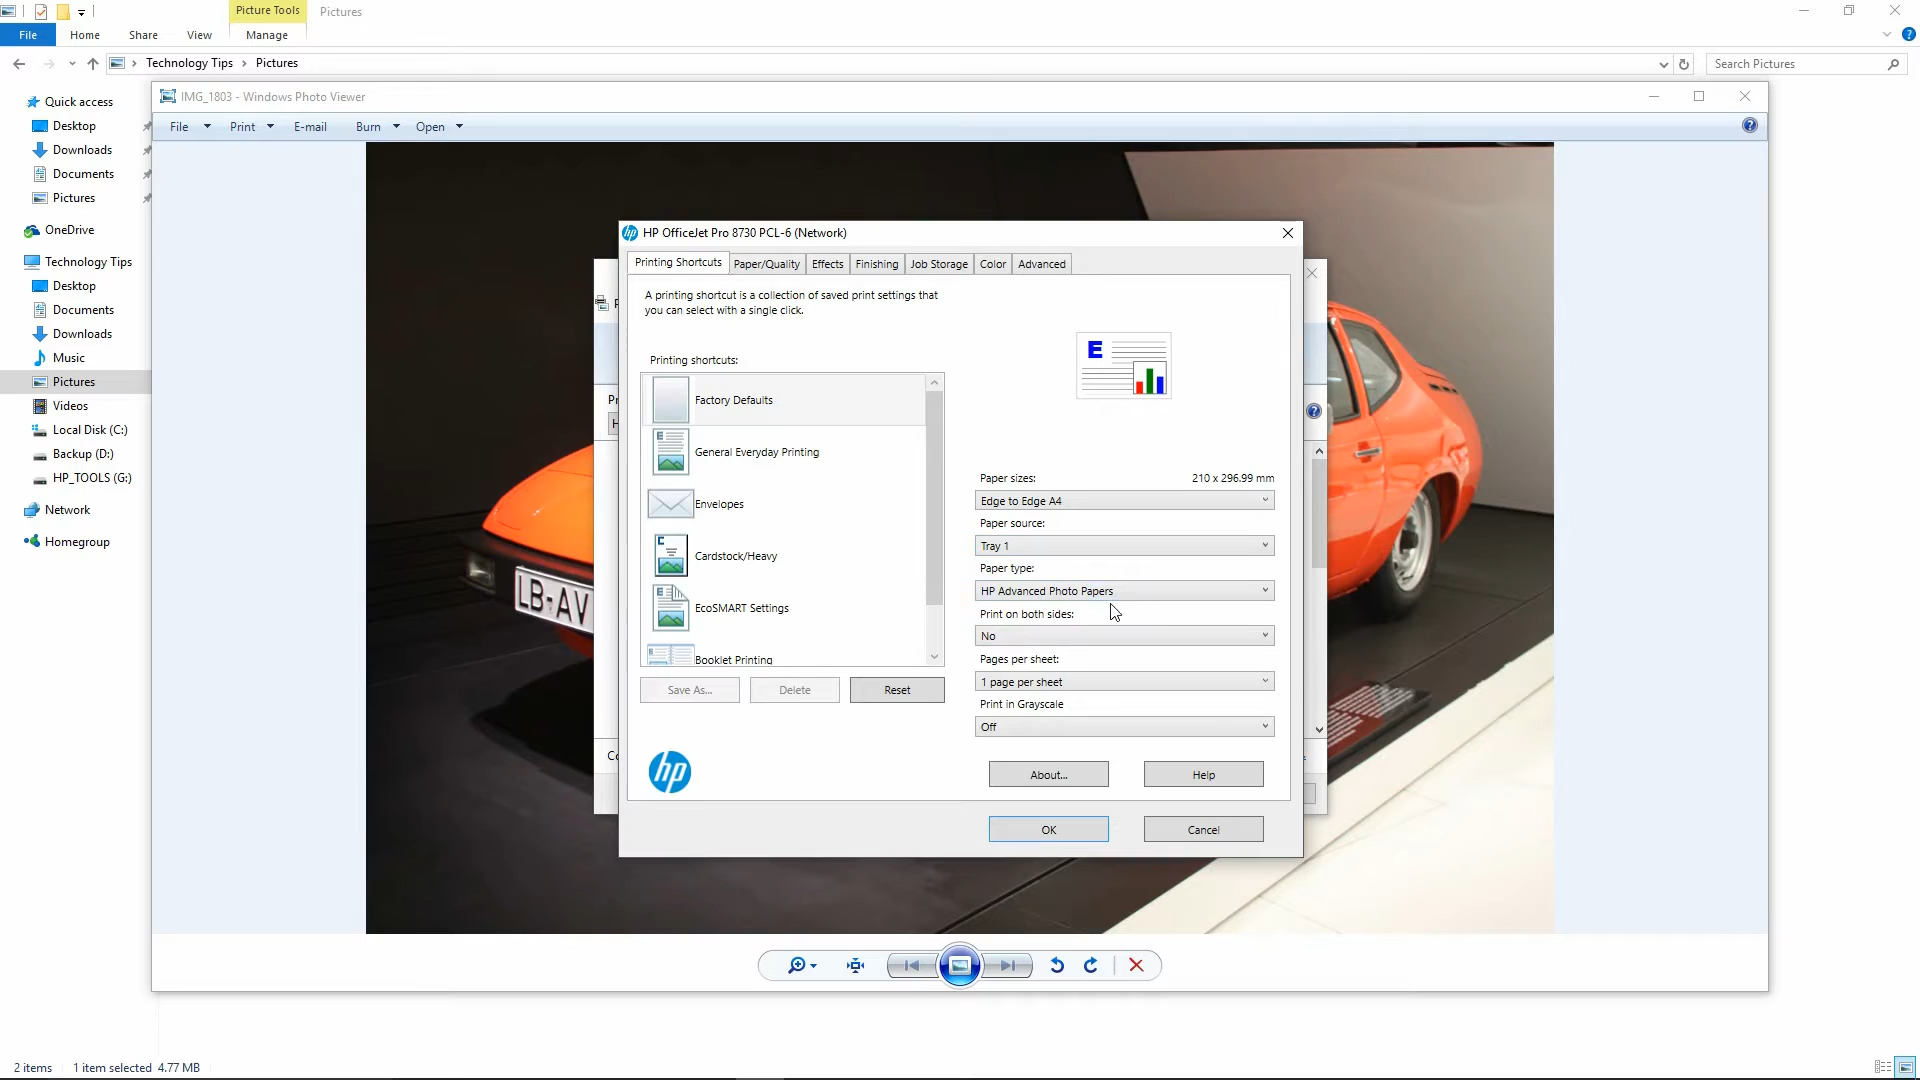 Picture Tools
Pictures
File
Home
Share
View
Manage
Technology Tips
Pictures
Search Pictures
Quick access
Desktop
Downloads
Documents
Pictures
OneDrive
Technology Tips
Desktop
Documents
Downloads
Music
Pictures
Videos
Local Disk (C:)
Backup (D:)
HP_TOOLS (G:)
Network
Homegroup
IMG_1803 - Windows Photo Viewer
File
Print
E-mail
Burn
Open
HP OfficeJet Pro 8730 PCL-6 (Network)
Printing Shortcuts
Paper/Quality
Effects
Finishing
Job Storage
Color
Advanced
A printing shortcut is a collection of saved print settings that
you can select with a single click.
Printing shortcuts:
Factory Defaults
General Everyday Printing
Envelopes
Cardstock/Heavy
EcoSMART Settings
Booklet Printing
Save As...
Delete
Reset
E
Paper sizes:
210 x 296.99 mm
Edge to Edge A4
Paper source:
Tray 1
Paper type:
HP Advanced Photo Papers
Print on both sides:
No
Pages per sheet:
1 page per sheet
Print in Grayscale
Off
hp
About...
Help
OK
Cancel
LB-AV
2 items
1 item selected 4.77 MB